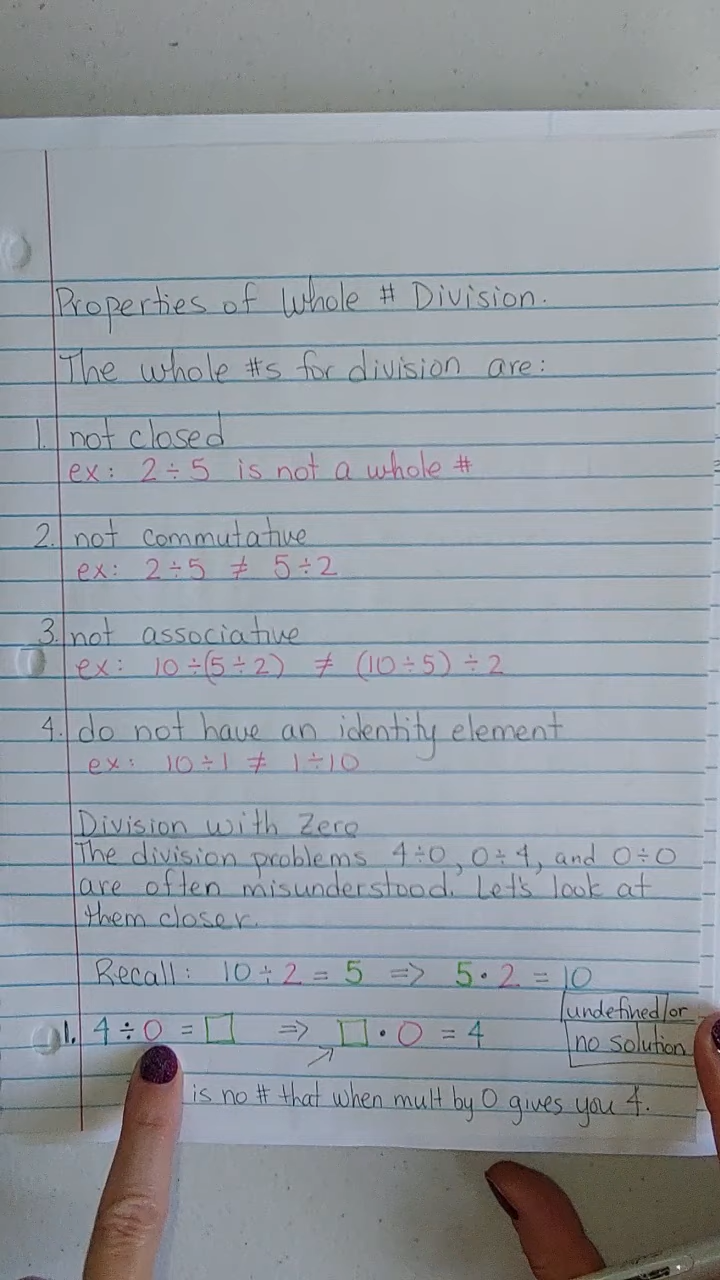 Properties of Whole # Division.
The whole #s for division are:
1. not closed
ex: 2÷5 is not a whole #
2. not commutative
ex: 2÷5 ≠ 5÷2
3. not associative
ex: 10÷(5÷2) ≠ (10÷5)÷2
4. do not have an identity element
ex: 10÷1 ≠ 1÷10
Division with Zero
The division problems 4÷0, 0÷4, and 0÷0
are often misunderstood. Let's look at
them closer.
Recall: 10÷2=5 => 5·2=10
1. 4÷0=□ => □·0=4
undefined or
no solution
is no # that when mult by 0 gives you 4.